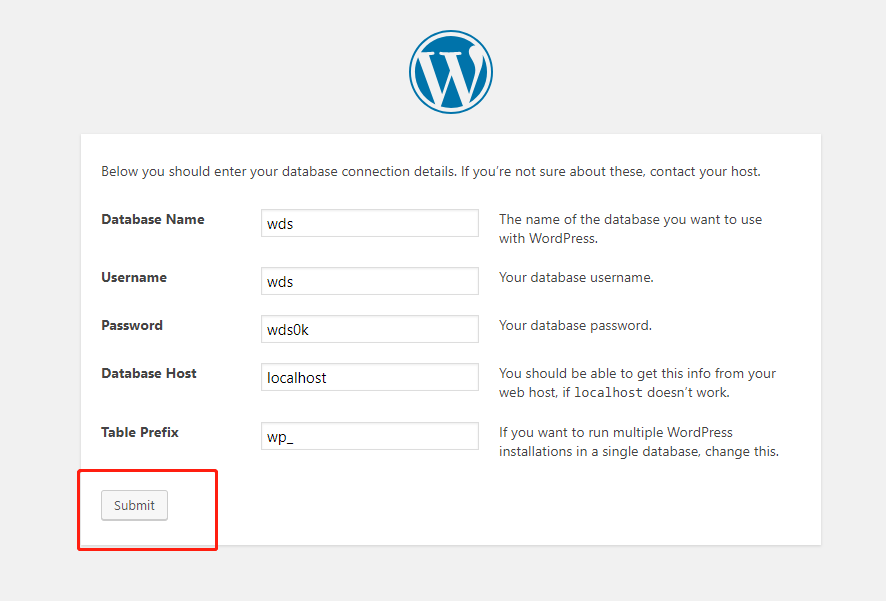 Below you should enter your database connection details. If you're not sure about these, contact your host.
Database Name
wds
The name of the database you want to use
with WordPress.
Username
wds
Your database username.
Password
wds0k
Your database password.
Database Host
localhost
You should be able to get this info from your
web host, if localhost doesn't work.
Table Prefix
wp_
If you want to run multiple WordPress
installations in a single database, change this.
Submit